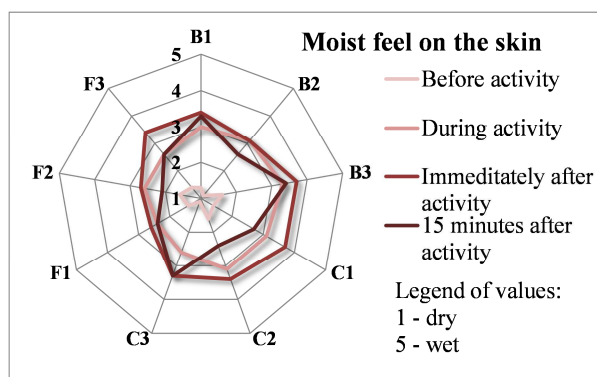 Moist feel on the skin
B1
B2
B3
C1
C2
C3
F1
F2
F3
5
4
3
2
1
Before activity
During activity
Immeditately after
activity
15 minutes after
activity
Legend of values:
1 - dry
5 - wet